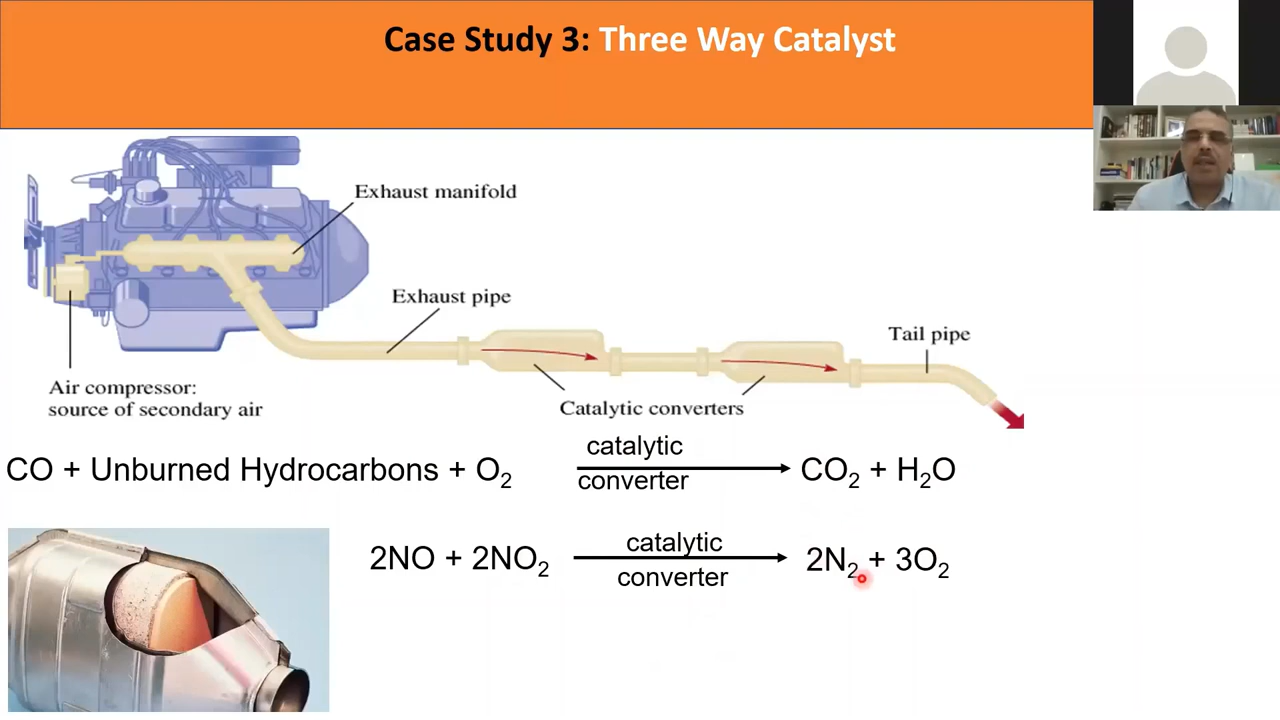 Case Study 3: Three Way Catalyst
Exhaust manifold
Exhaust pipe
Tail pipe
Air compressor:
source of secondary air
Catalytic converters
CO + Unburned Hydrocarbons + O₂ catalytic converter CO₂ + H₂O
2NO + 2NO₂ catalytic converter 2N₂ + 3O₂